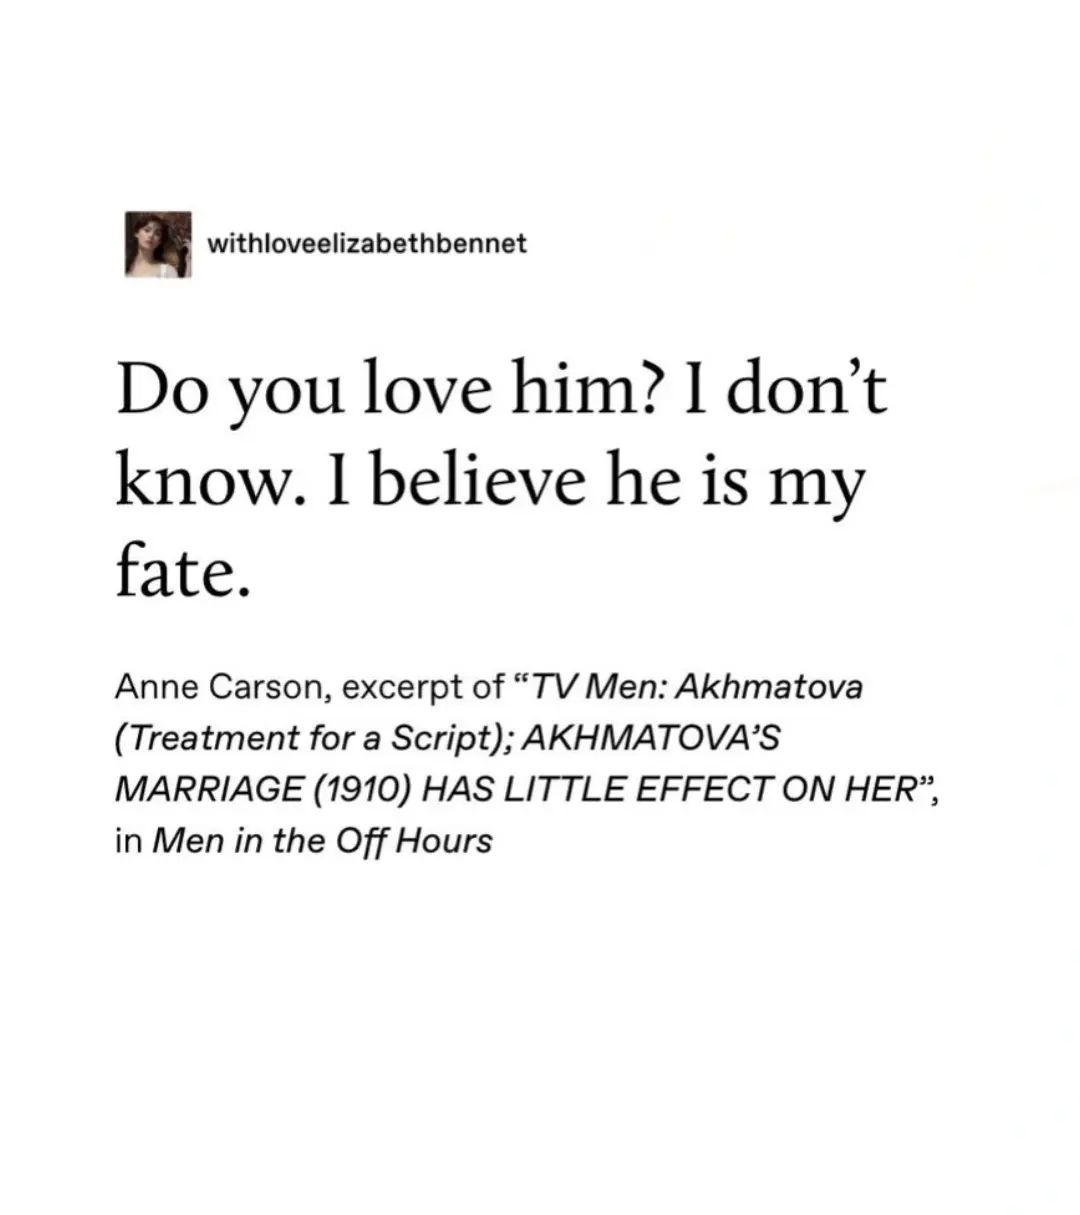 withloveelizabethbennet
Do you love him? I don’t
know. I believe he is my
fate.
Anne Carson, excerpt of “TV Men: Akhmatova
(Treatment for a Script); AKHMATOVA’S
MARRIAGE (1910) HAS LITTLE EFFECT ON HER”,
in Men in the Off Hours